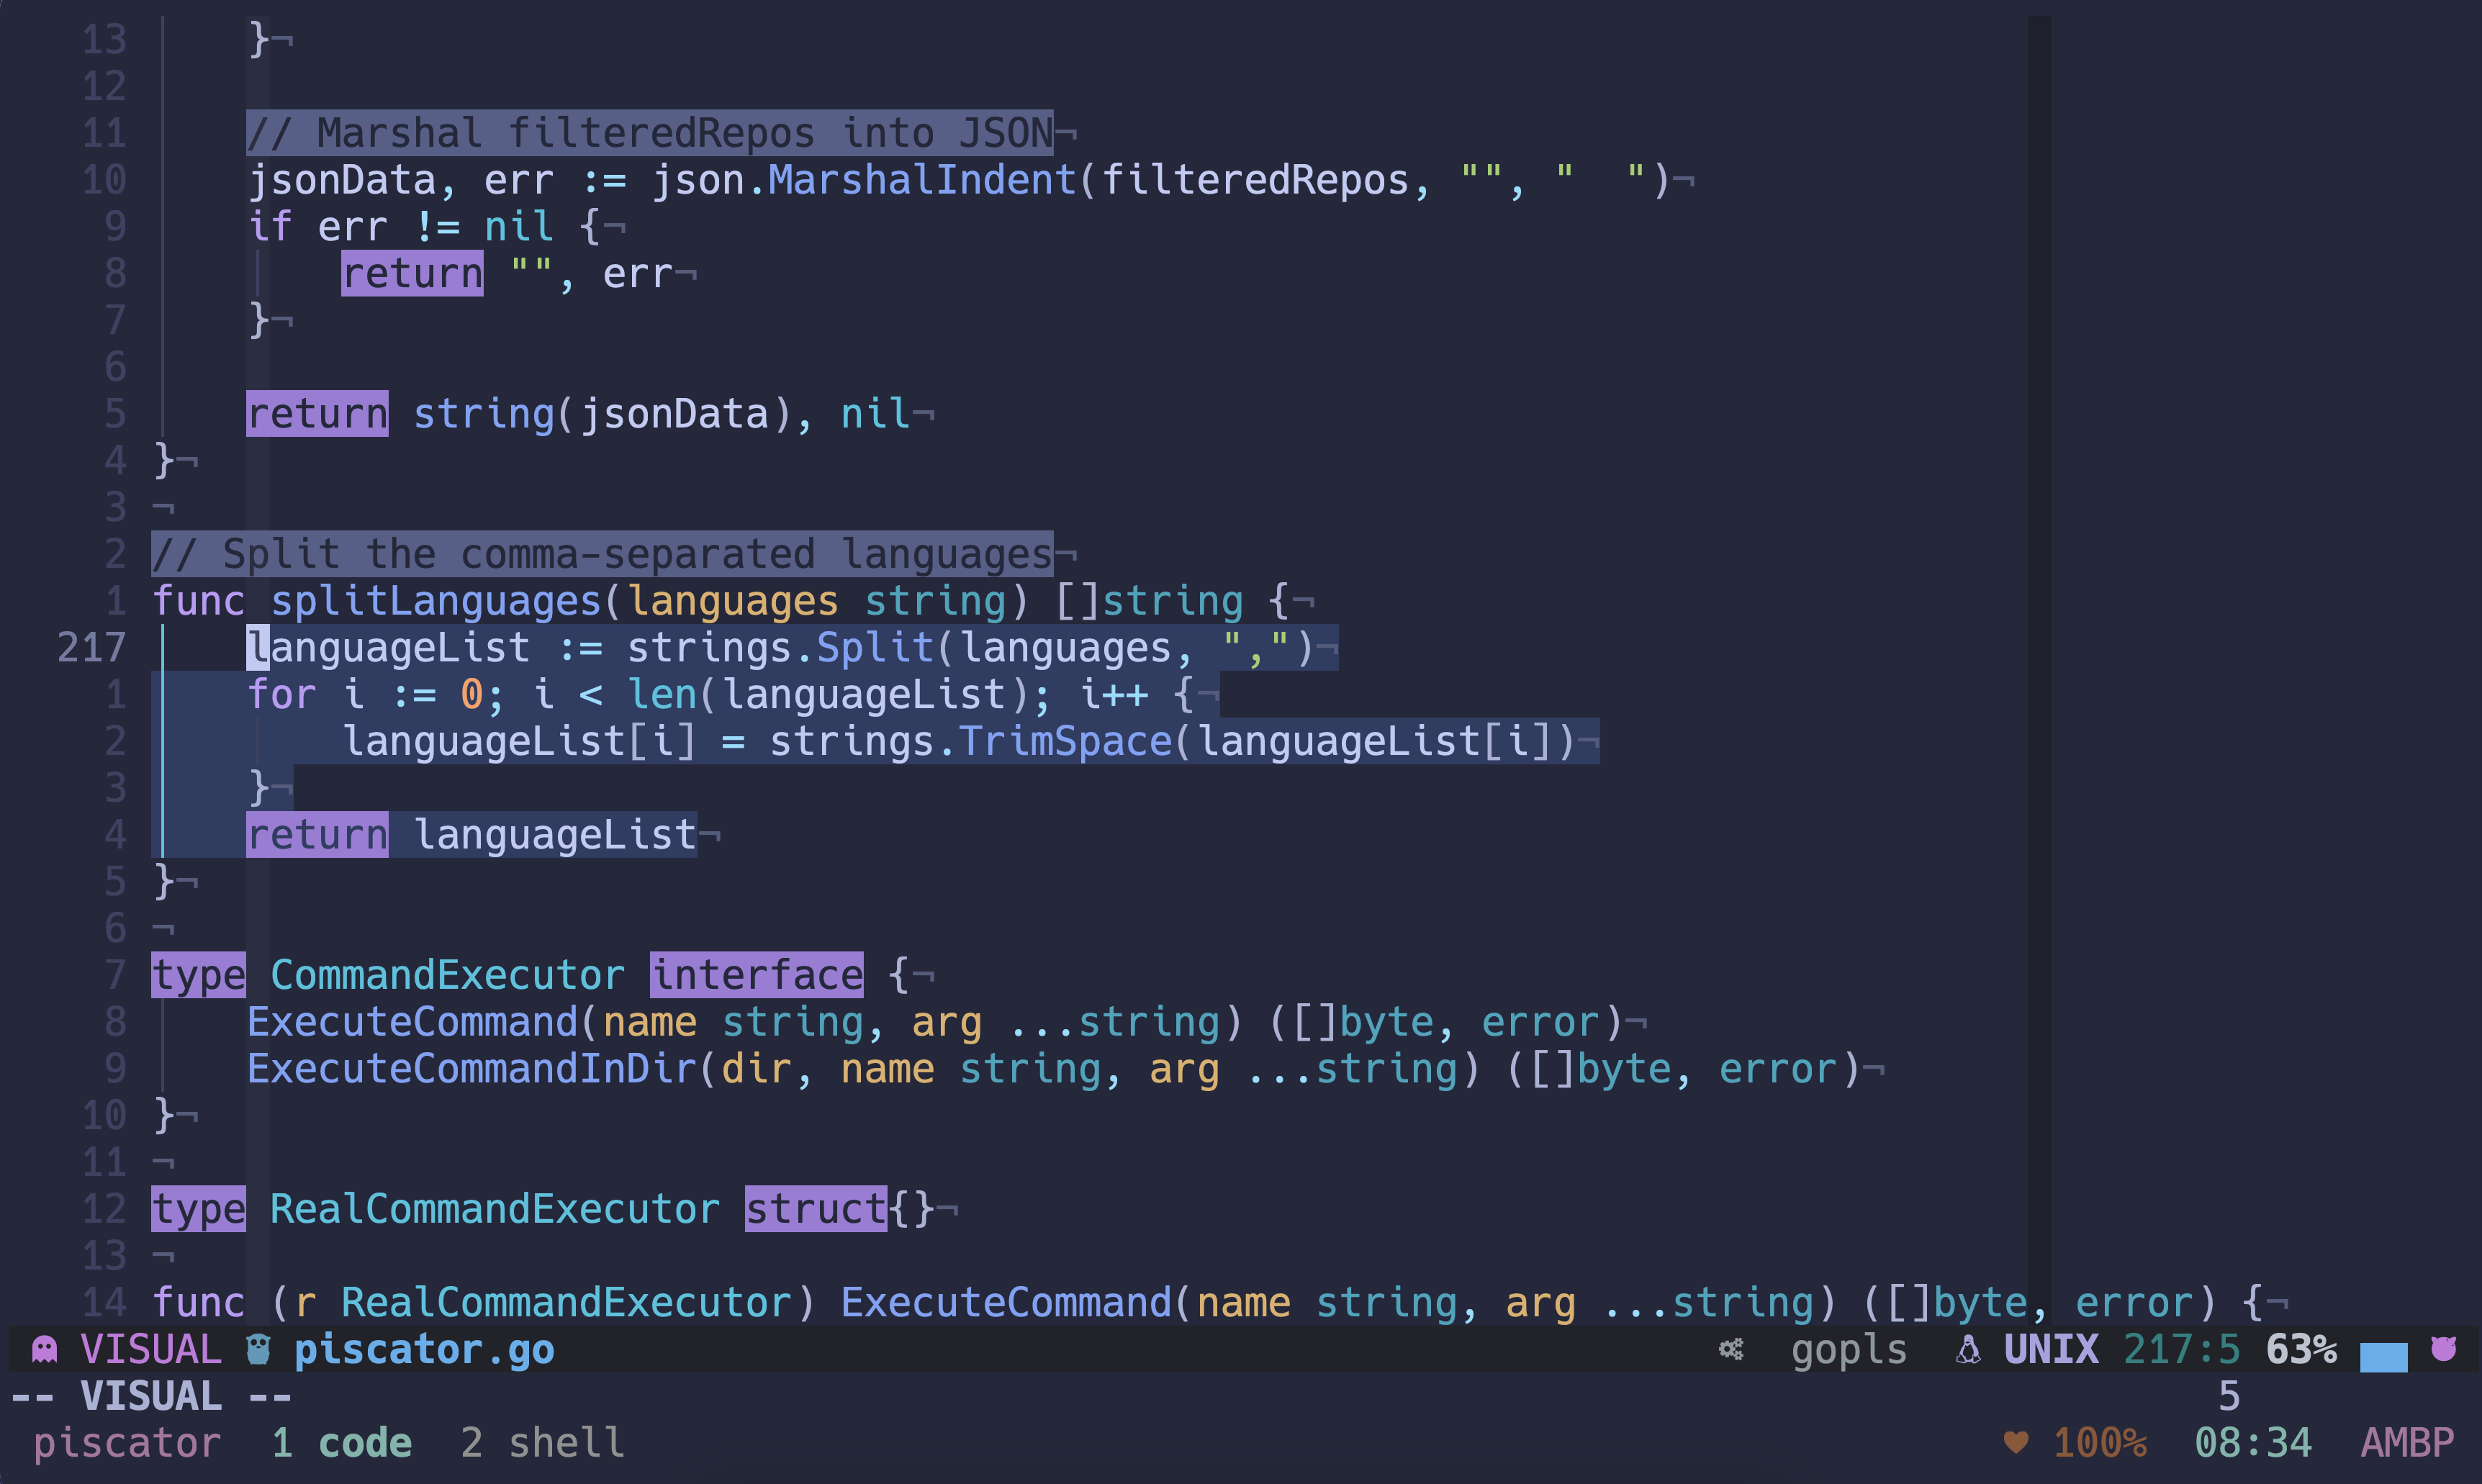 13 }¬
12
11 // Marshal filteredRepos into JSON¬
10 jsonData, err := json.MarshalIndent(filteredRepos, "", "  ")¬
9 if err != nil {¬
8 return "", err¬
7 }¬
6
5 return string(jsonData), nil¬
4 }¬
3 ¬
2 // Split the comma-separated languages¬
1 func splitLanguages(languages string) []string {¬
217 languageList := strings.Split(languages, ",")¬
1 for i := 0; i < len(languageList); i++ {¬
2 languageList[i] = strings.TrimSpace(languageList[i])¬
3 }¬
4 return languageList¬
5 }¬
6 ¬
7 type CommandExecutor interface {¬
8 ExecuteCommand(name string, arg ...string) ([]byte, error)¬
9 ExecuteCommandInDir(dir, name string, arg ...string) ([]byte, error)¬
10 }¬
11 ¬
12 type RealCommandExecutor struct{}¬
13 ¬
14 func (r RealCommandExecutor) ExecuteCommand(name string, arg ...string) ([]byte, error) {¬
VISUAL piscator.go gopls UNIX 217:5 63%
-- VISUAL -- 5
piscator 1 code 2 shell 100% 08:34 AMBP